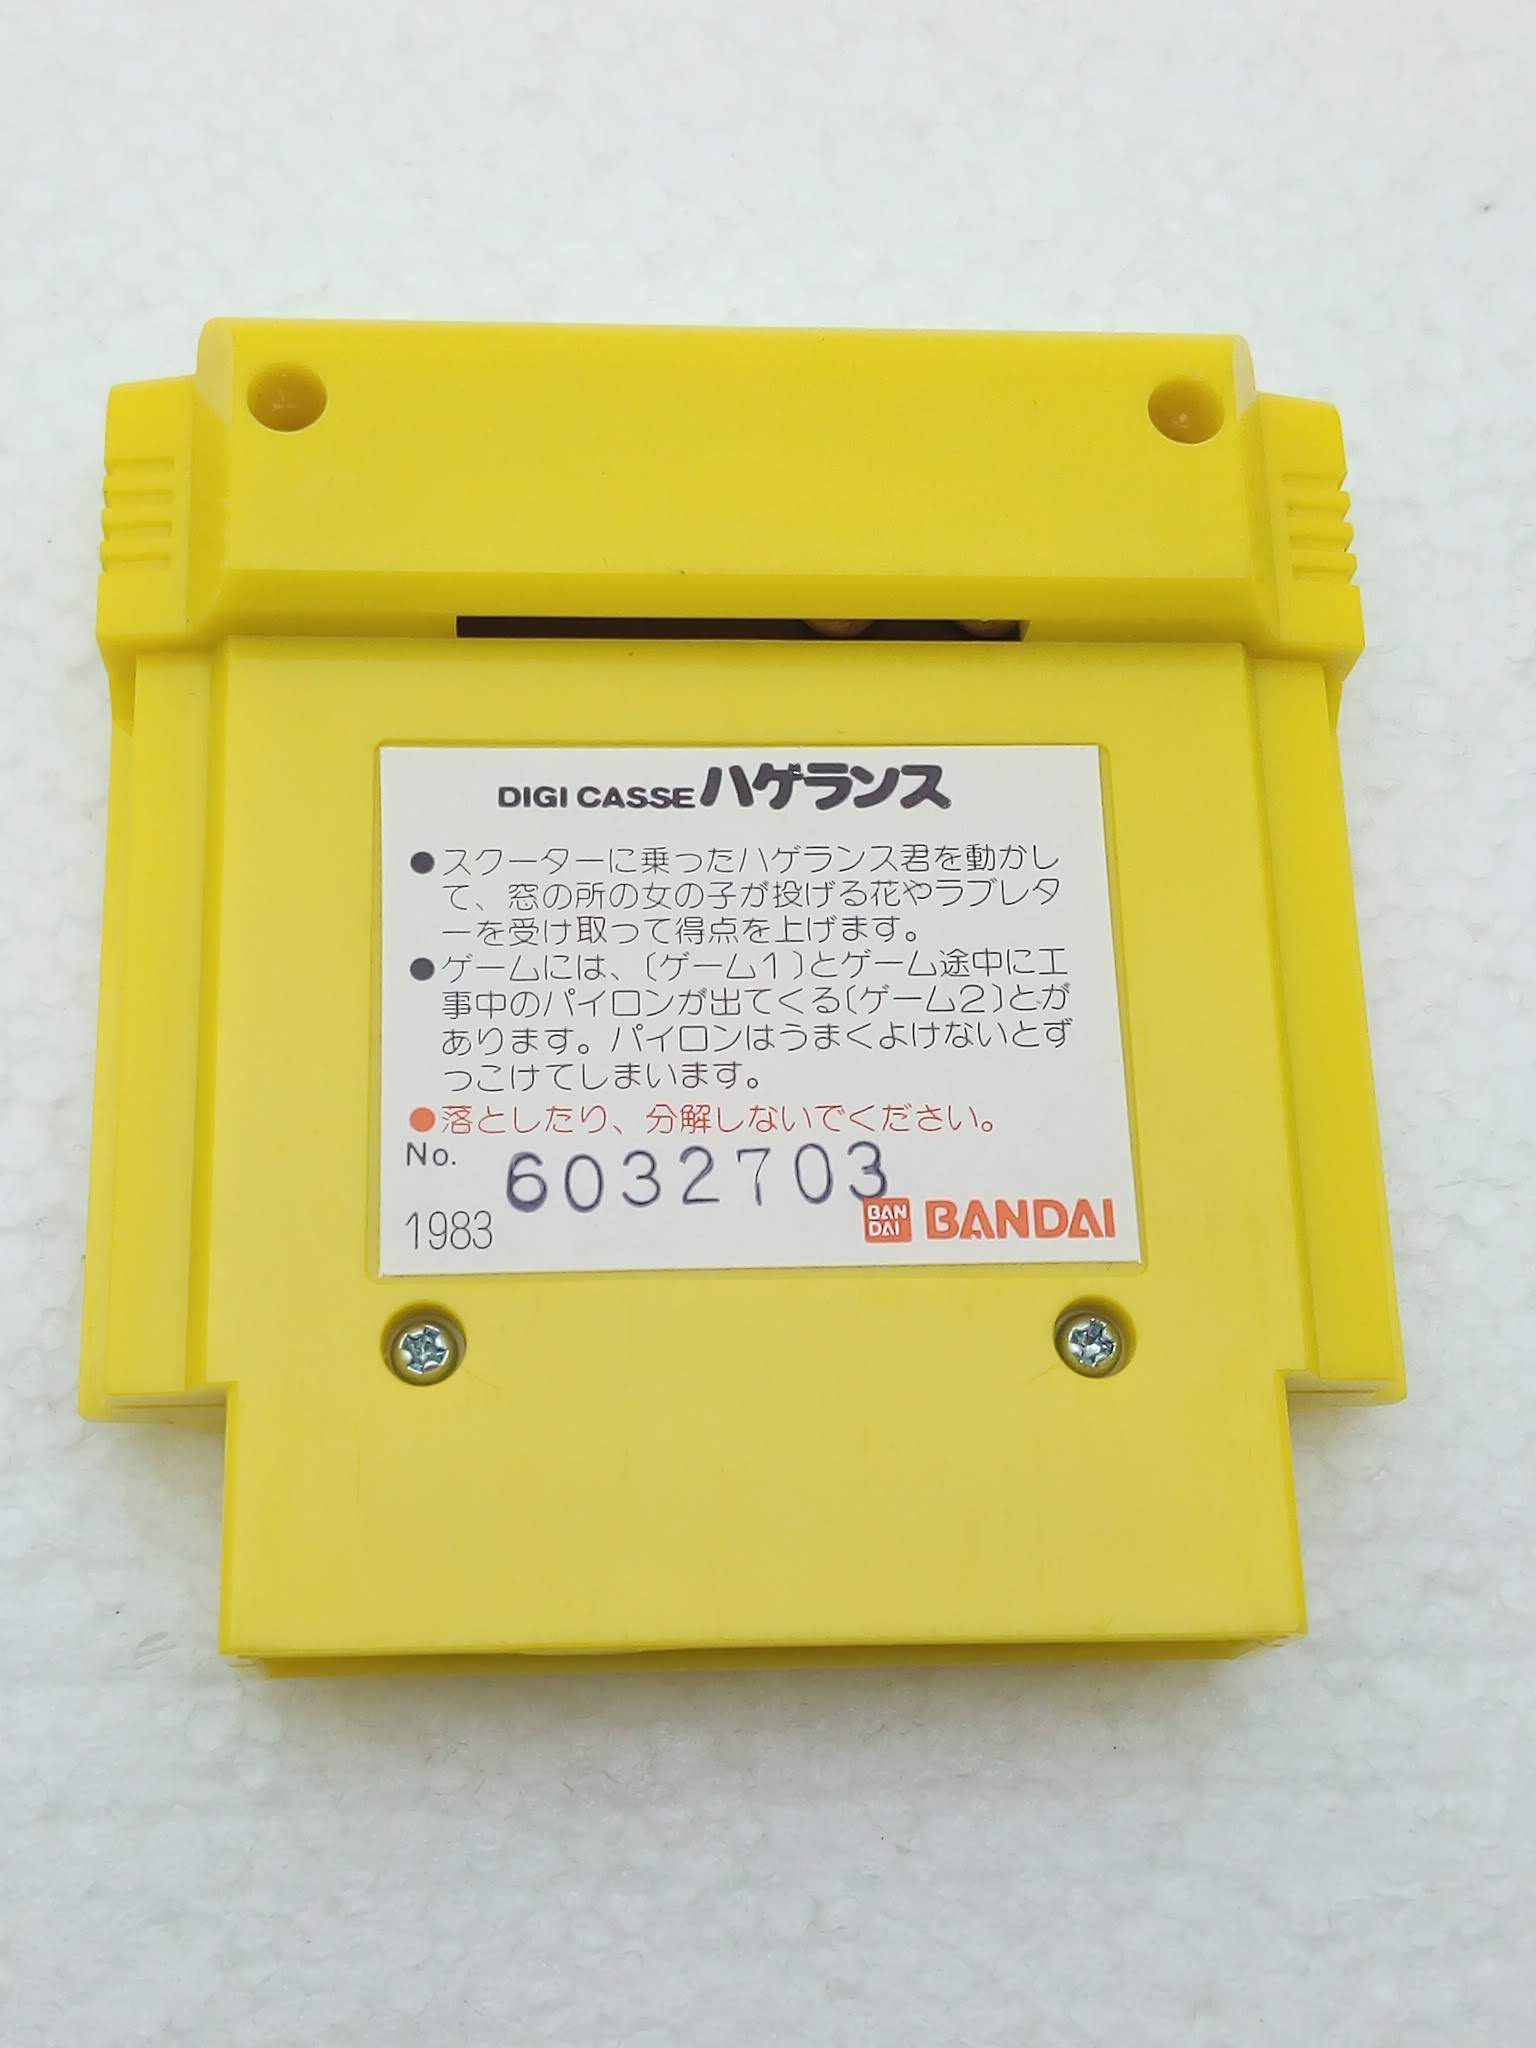 DIGI CASSE ハゲランス
●スクーターに乗ったハゲランス君を動かし
て、窓の所の女の子が投げる花やラブレタ
ーを受け取って得点を上げます。
●ゲームには、(ゲーム1)とゲーム途中に工
事中のパイロンが出てくる(ゲーム2)とが
あります。パイロンはうまくよけないとず
っこけてしまいます。
●落としたり、分解しないでください。
No. 6032703
1983
BAN
DAI
BANDAI